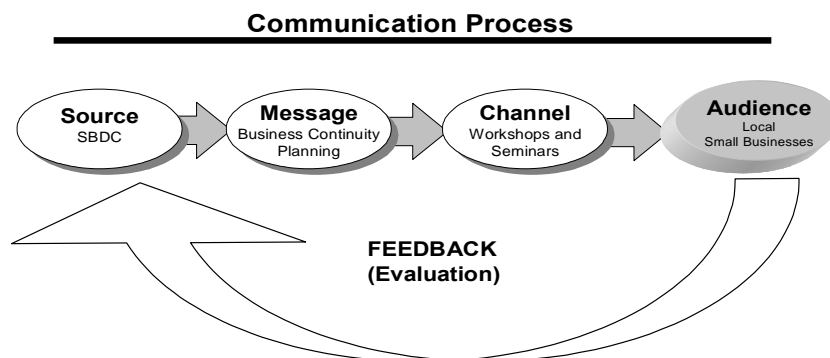 Communication Process
Source
SBDC
Message
Business Continuity
Planning
Channel
Workshops and
Seminars
Audience
Local
Small Businesses
FEEDBACK
(Evaluation)